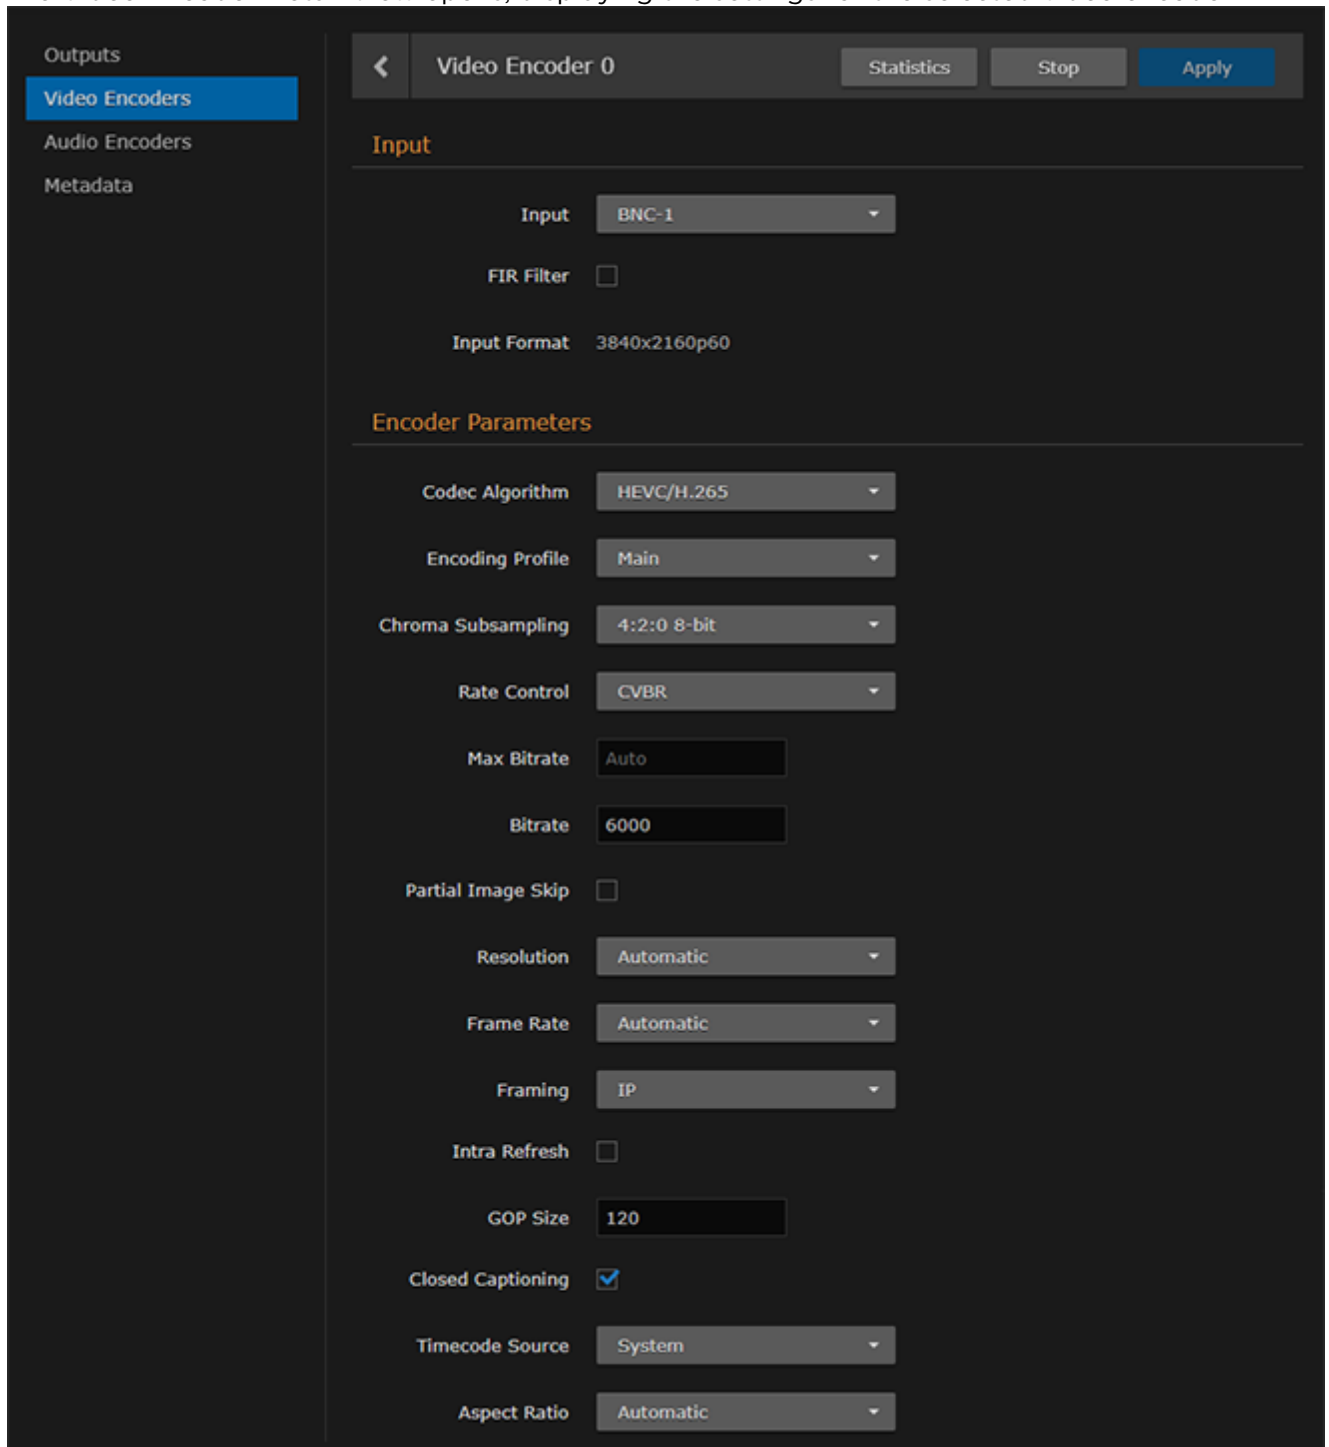 Outputs
Video Encoders
Audio Encoders
Metadata
Video Encoder 0
Statistics
Stop
Apply
Input
Input BNC-1
FIR Filter
Input Format 3840x2160p60
Encoder Parameters
Codec Algorithm HEVC/H.265
Encoding Profile Main
Chroma Subsampling 4:2:0 8-bit
Rate Control CVBR
Max Bitrate Auto
Bitrate 6000
Partial Image Skip
Resolution Automatic
Frame Rate Automatic
Framing IP
Intra Refresh
GOP Size 120
Closed Captioning
Timecode Source System
Aspect Ratio Automatic